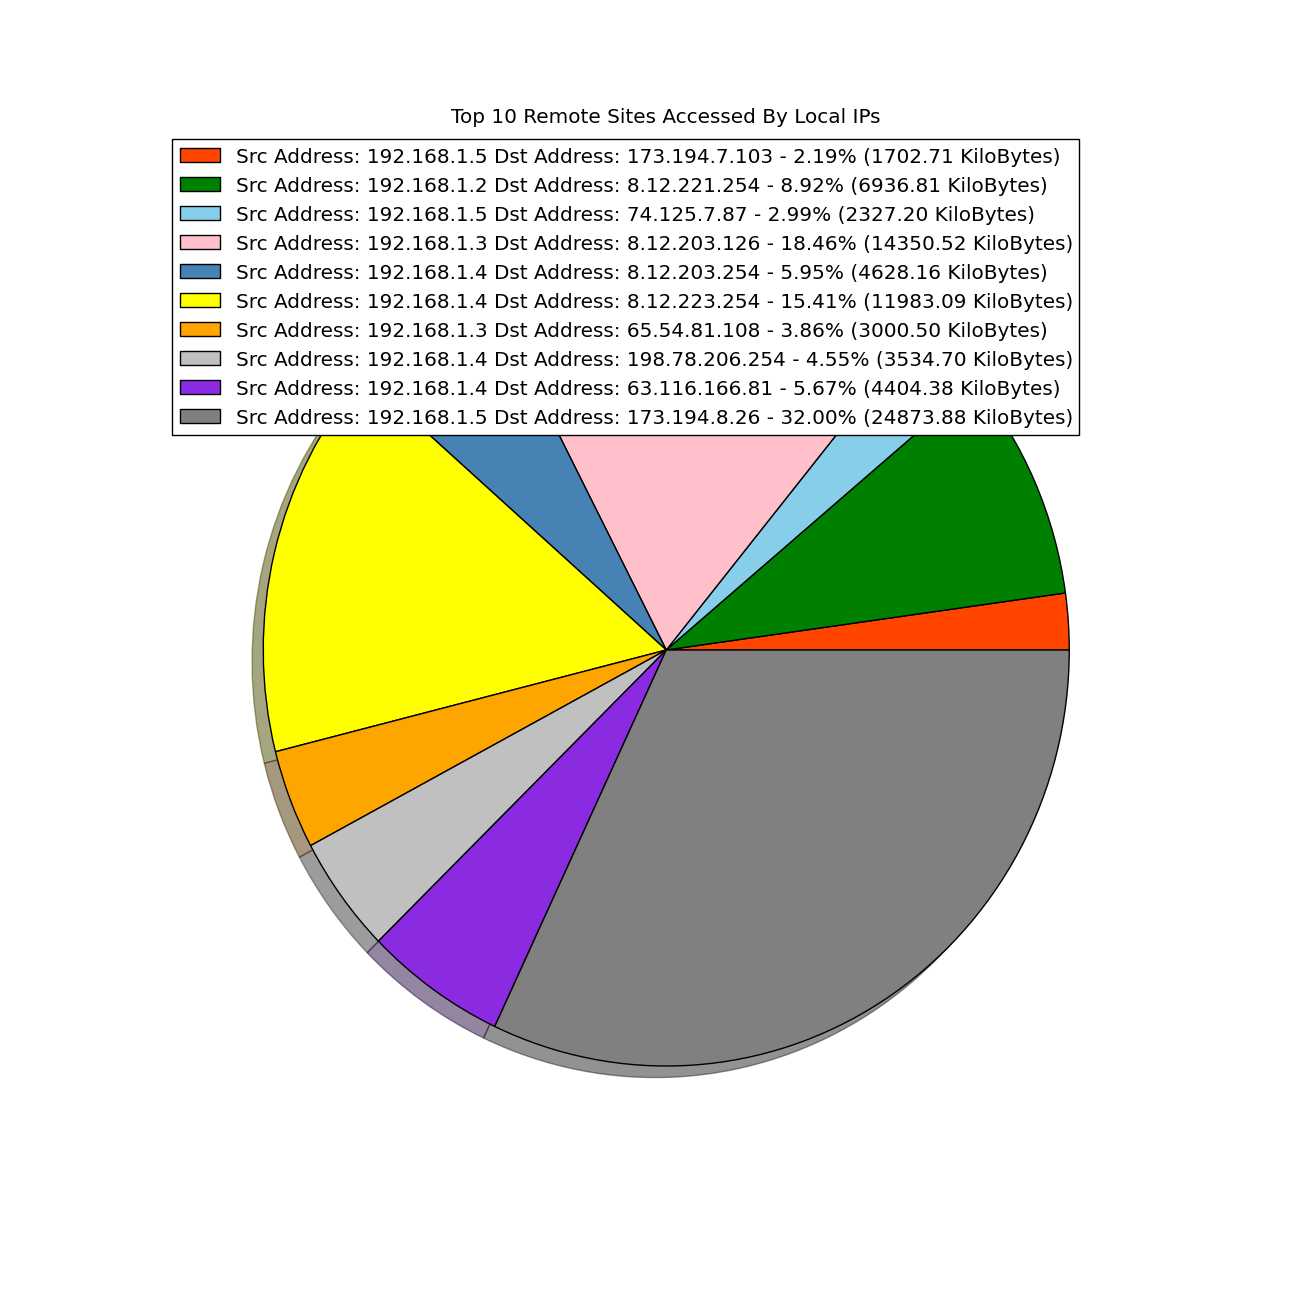 Top 10 Remote Sites Accessed By Local IPs
Src Address: 192.168.1.5 Dst Address: 173.194.7.103 - 2.19% (1702.71 KiloBytes)
Src Address: 192.168.1.2 Dst Address: 8.12.221.254 - 8.92% (6936.81 KiloBytes)
Src Address: 192.168.1.5 Dst Address: 74.125.7.87 - 2.99% (2327.20 KiloBytes)
Src Address: 192.168.1.3 Dst Address: 8.12.203.126 - 18.46% (14350.52 KiloBytes)
Src Address: 192.168.1.4 Dst Address: 8.12.203.254 - 5.95% (4628.16 KiloBytes)
Src Address: 192.168.1.4 Dst Address: 8.12.223.254 - 15.41% (11983.09 KiloBytes)
Src Address: 192.168.1.3 Dst Address: 65.54.81.108 - 3.86% (3000.50 KiloBytes)
Src Address: 192.168.1.4 Dst Address: 198.78.206.254 - 4.55% (3534.70 KiloBytes)
Src Address: 192.168.1.4 Dst Address: 63.116.166.81 - 5.67% (4404.38 KiloBytes)
Src Address: 192.168.1.5 Dst Address: 173.194.8.26 - 32.00% (24873.88 KiloBytes)